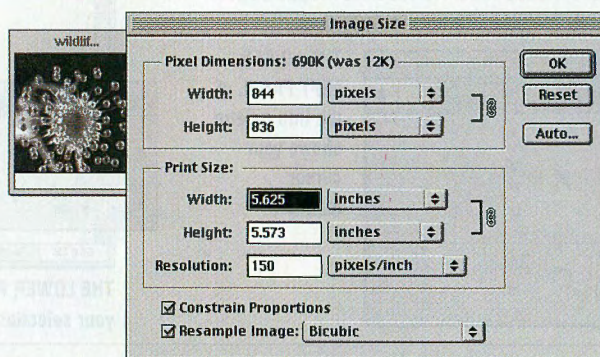 Image Size
wildlif...
Pixel Dimensions: 690K (was 12K)
Width: 844 pixels
Height: 836 pixels
OK
Reset
Auto...
Print Size:
Width: 5.625 inches
Height: 5.573 inches
Resolution: 150 pixels/inch
Constrain Proportions
Resample Image: Bicubic
THE LOWER,
your selection